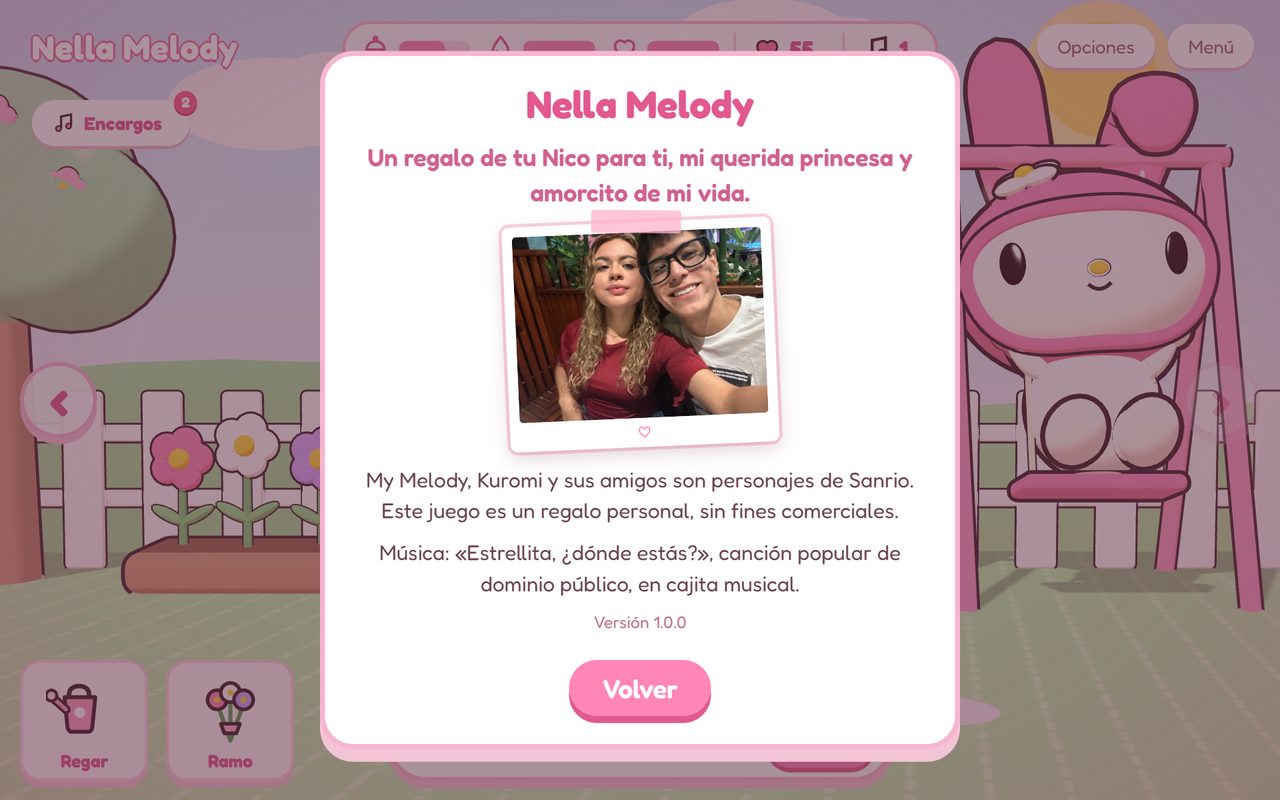 Nella Melody
55
1
Opciones
Menú
2
Encargos
Nella Melody
Un regalo de tu Nico para ti, mi querida princesa y
amorcito de mi vida.
My Melody, Kuromi y sus amigos son personajes de Sanrio.
Este juego es un regalo personal, sin fines comerciales.
Música: «Estrellita, ¿dónde estás?», canción popular de
dominio público, en cajita musical.
Versión 1.0.0
Volver
Regar
Ramo